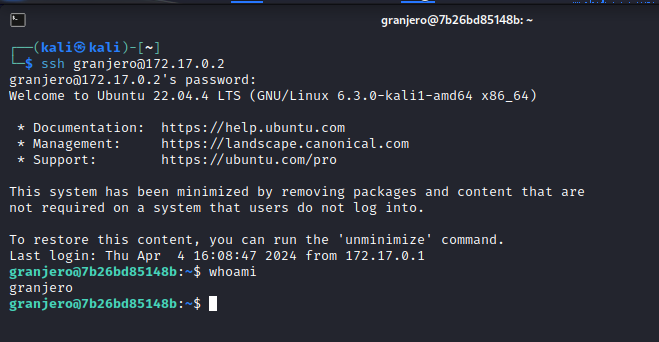 granjero@7b26bd85148b: ~
┌──(kali㉿kali)-[~]
└─$ ssh granjero@172.17.0.2
granjero@172.17.0.2's password:
Welcome to Ubuntu 22.04.4 LTS (GNU/Linux 6.3.0-kali1-amd64 x86_64)
* Documentation:  https://help.ubuntu.com
* Management:     https://landscape.canonical.com
* Support:        https://ubuntu.com/pro
This system has been minimized by removing packages and content that are
not required on a system that users do not log into.
To restore this content, you can run the 'unminimize' command.
Last login: Thu Apr  4 16:08:47 2024 from 172.17.0.1
granjero@7b26bd85148b:~$ whoami
granjero
granjero@7b26bd85148b:~$